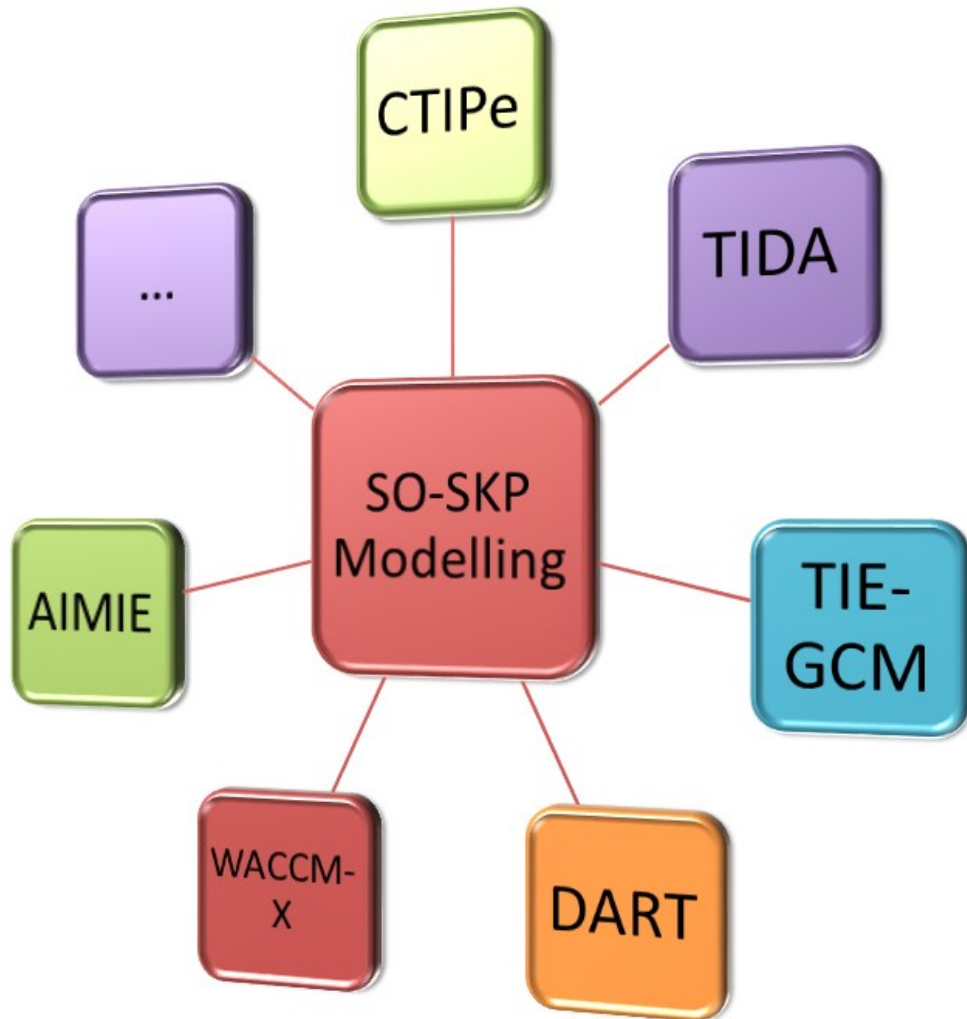 CTIPe
TIDA
...
SO-SKP
Modelling
TIE-
GCM
AIMIE
WACCM-
X
DART